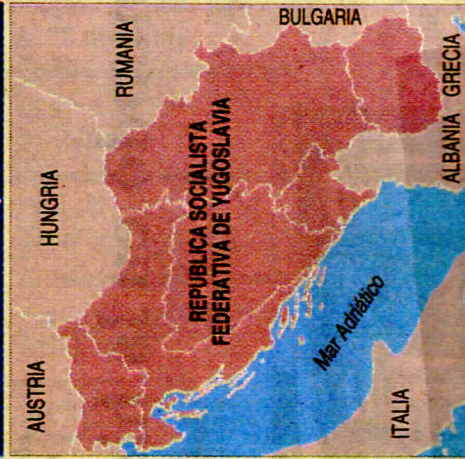 AUSTRIA
HUNGRIA
RUMANIA
BULGARIA
REPUBLICA SOCIALISTA
FEDERATIVA DE YUGOSLAVIA
Mar Adriático
ITALIA
ALBANIA
GRECIA